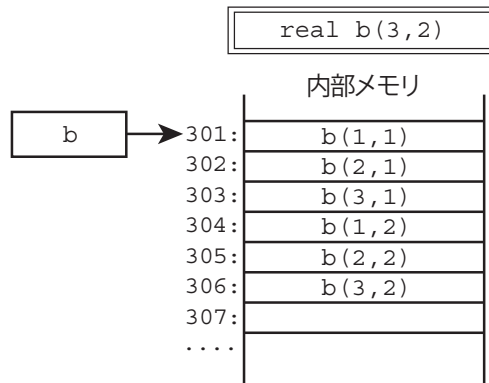 real b(3,2)
内部メモリ
b
301: b(1,1)
302: b(2,1)
303: b(3,1)
304: b(1,2)
305: b(2,2)
306: b(3,2)
307:
....